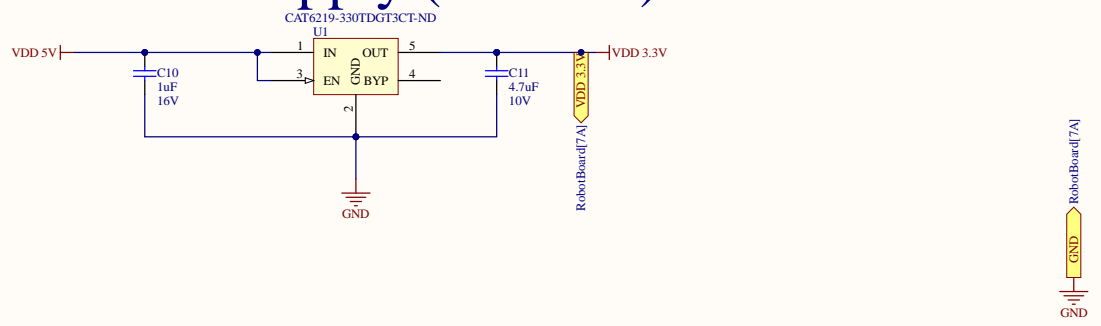 CAT6219-330TDGT3CT-ND
U1
VDD 5V
1
IN
OUT
5
VDD 3.3V
3
EN
GND
BYP
4
2
C10
1uF
16V
C11
4.7uF
10V
VDD 3.3V
RobotBoard[7A]
GND
RobotBoard[7A]
GND
GND